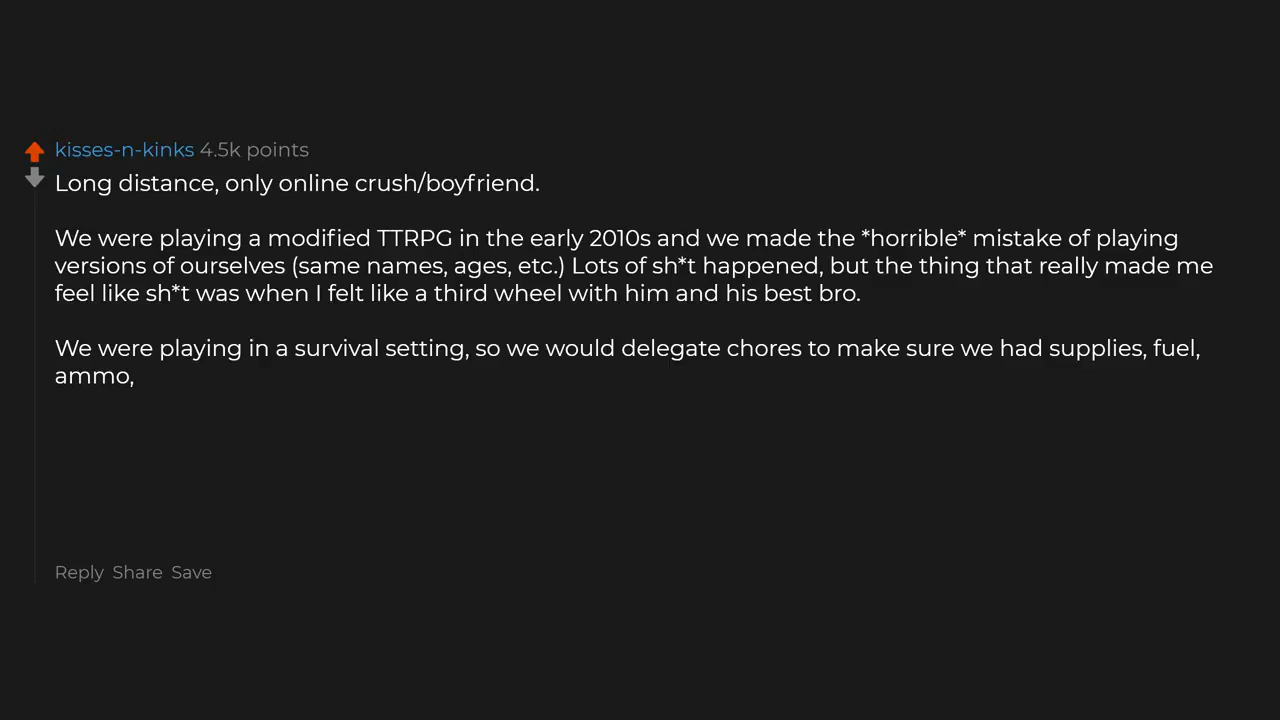 kisses-n-kinks 4.5k points
Long distance, only online crush/boyfriend.
We were playing a modified TTRPG in the early 2010s and we made the *horrible* mistake of playing
versions of ourselves (same names, ages, etc.) Lots of sh*t happened, but the thing that really made me
feel like sh*t was when I felt like a third wheel with him and his best bro.
We were playing in a survival setting, so we would delegate chores to make sure we had supplies, fuel,
ammo,
Reply Share Save